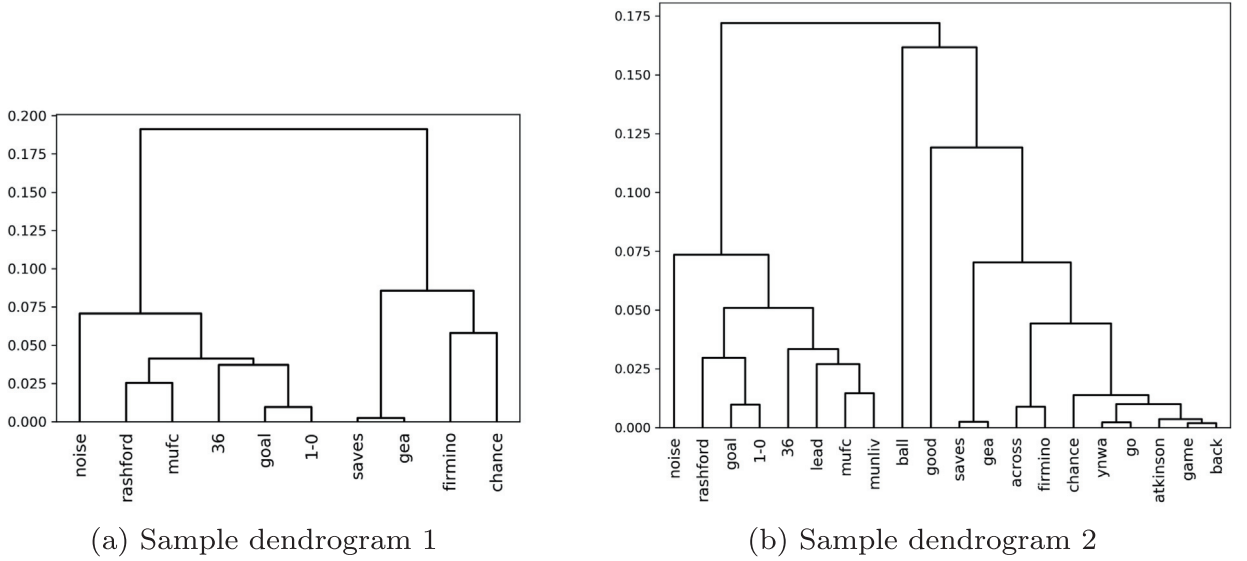 0.200
0.175
0.150
0.125
0.100
0.075
0.050
0.025
0.000
noise
rashford
mufc
36
goal
1-0
saves
gea
firmino
chance
(a) Sample dendrogram 1
0.175
0.150
0.125
0.100
0.075
0.050
0.025
0.000
noise
rashford
goal
1-0
36
lead
mufc
munliv
ball
good
saves
gea
across
firmino
chance
ynwa
go
atkinson
game
back
(b) Sample dendrogram 2